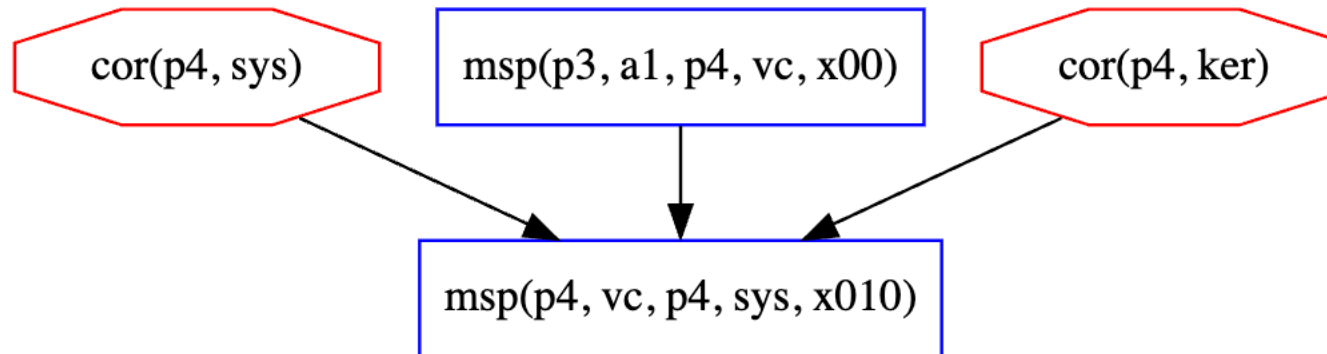 cor(p4, sys)
msp(p3, a1, p4, vc, x00)
cor(p4, ker)
msp(p4, vc, p4, sys, x010)